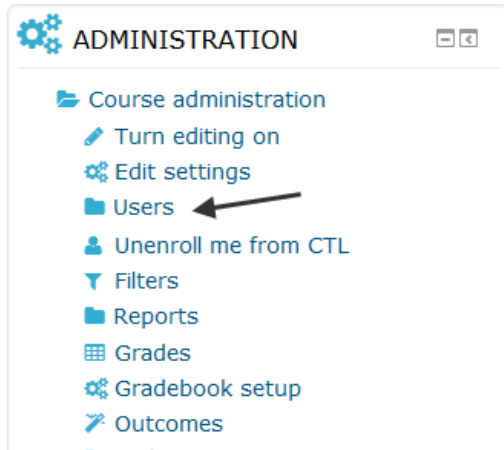 ADMINISTRATION
Course administration
Turn editing on
Edit settings
Users
Unenroll me from CTL
Filters
Reports
Grades
Gradebook setup
Outcomes